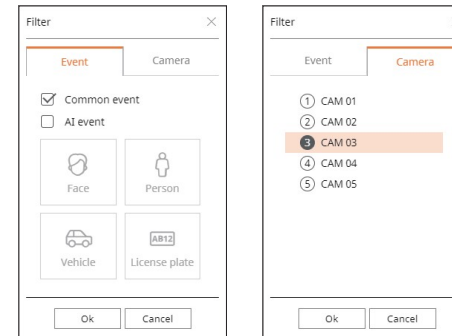 Filter
Event Camera
Common event
AI event
Face Person
AB12
Vehicle License plate
Ok Cancel
Filter
Event Camera
1 CAM 01
2 CAM 02
3 CAM 03
4 CAM 04
5 CAM 05
Ok Cancel